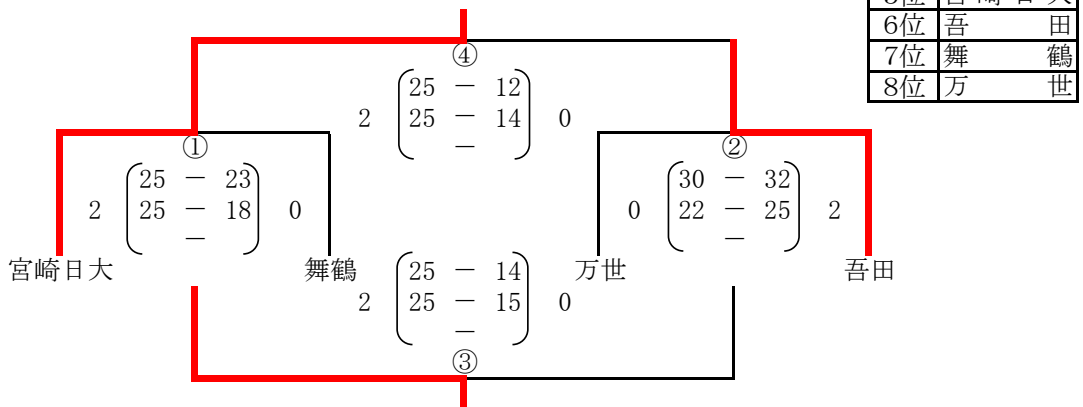 6位 吾田
7位 舞鶴
8位 万世
④
25 － 12
2 25 － 14 0
－
①
25 － 23
2 25 － 18 0
－
②
30 － 32
0 22 － 25 2
－
宮崎日大 舞鶴 万世 吾田
25 － 14
2 25 － 15 0
－
③